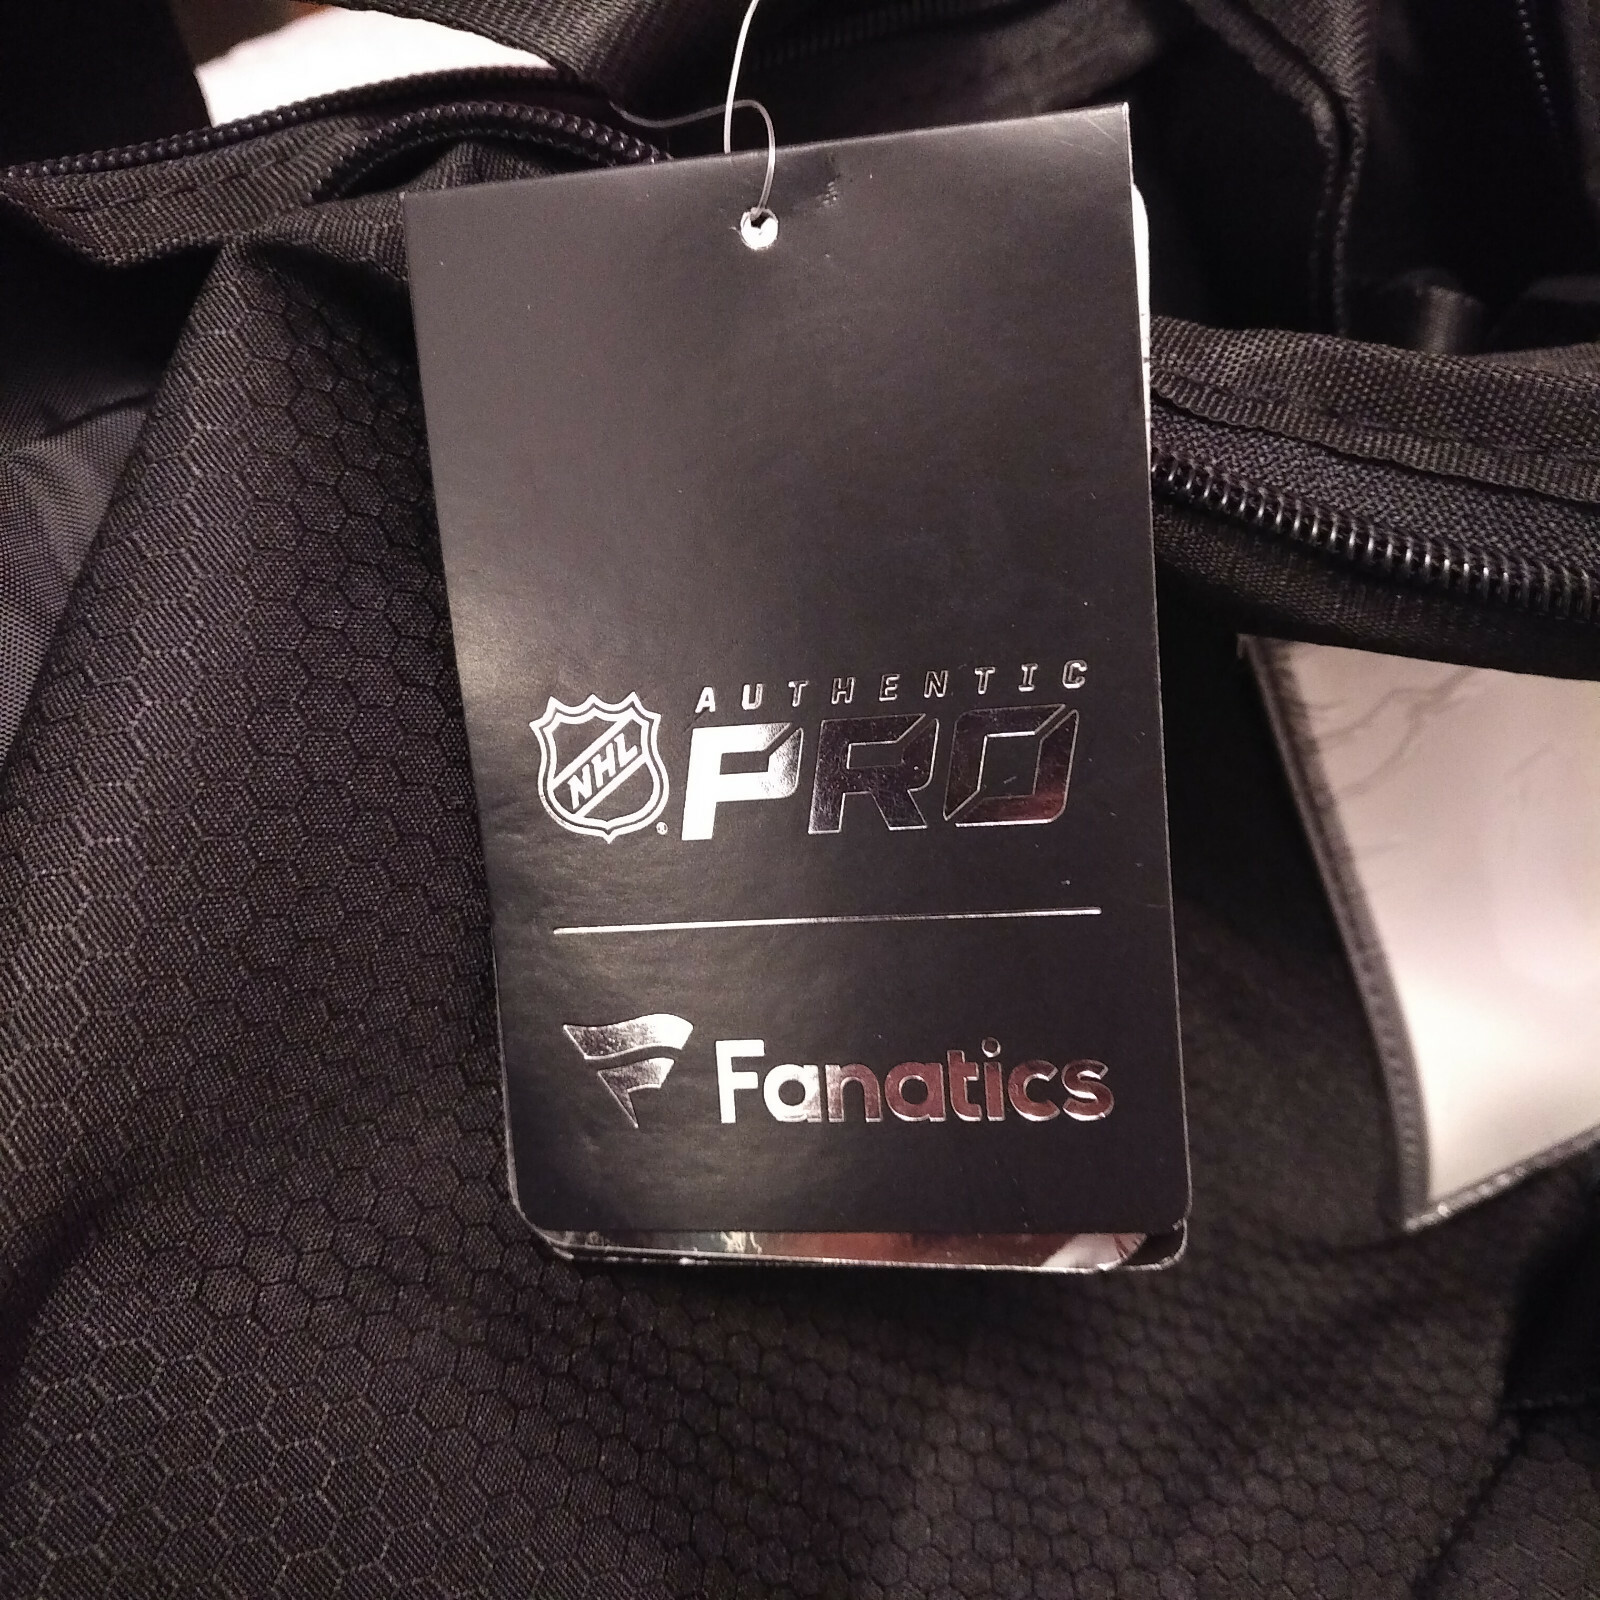 AUTHENTIC
NHL PRO
Fanatics